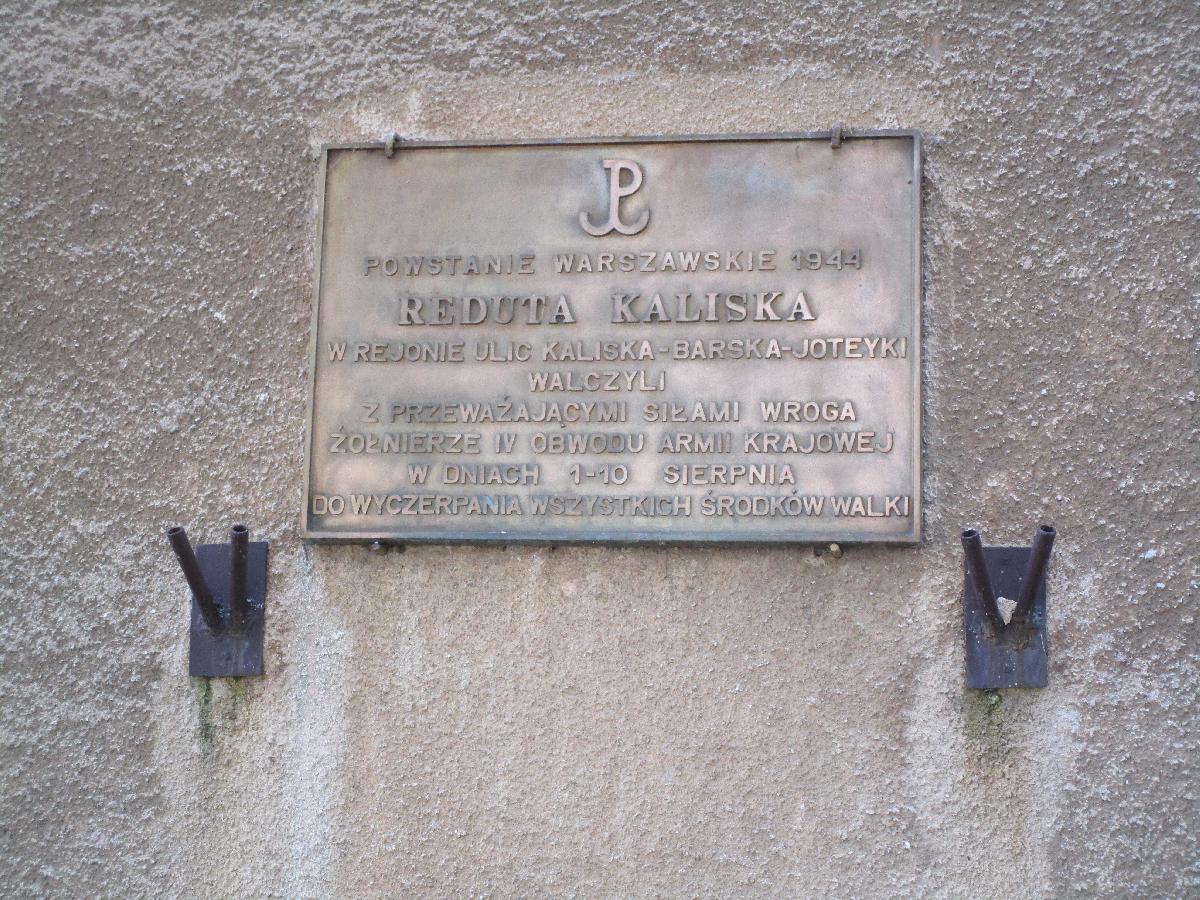 POWSTANIE WARSZAWSKIE 1944
REDUTA KALISKA
W REJONIE ULIC KALISKA-BARSKA-JOTEYKI
WALCZYLI
Z PRZEWAŻAJĄCYMI SIŁAMI WROGA
ŻOŁNIERZE IV OBWODU ARMII KRAJOWEJ
W DNIACH 1-10 SIERPNIA
DO WYCZERPANIA WSZYSTKICH ŚRODKÓW WALKI